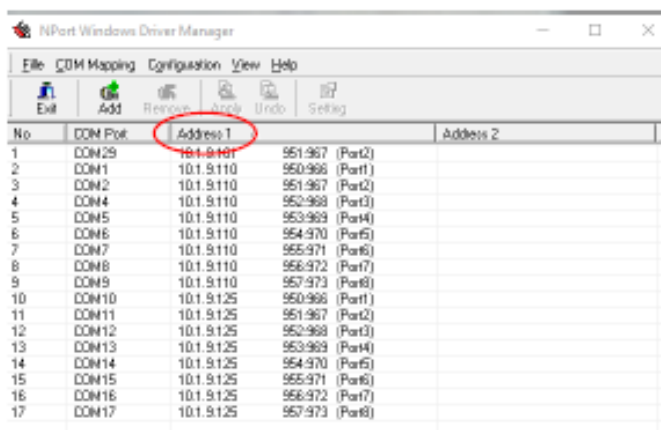 NPort Windows Driver Manager
File COM Mapping Configuration View Help
Exit Add Remove Apply Undo Setting
No COM Port Address 1 Address 2
1 COM29 10.1.9.101 951:967 (Port2)
2 COM1 10.1.9.110 950:966 (Port1)
3 COM2 10.1.9.110 951:967 (Port2)
4 COM4 10.1.9.110 952:968 (Port3)
5 COM5 10.1.9.110 953:969 (Port4)
6 COM6 10.1.9.110 954:970 (Port5)
7 COM7 10.1.9.110 955:971 (Port6)
8 COM8 10.1.9.110 956:972 (Port7)
9 COM9 10.1.9.110 957:973 (Port8)
10 COM10 10.1.9.125 950:966 (Port1)
11 COM11 10.1.9.125 951:967 (Port2)
12 COM12 10.1.9.125 952:968 (Port3)
13 COM13 10.1.9.125 953:969 (Port4)
14 COM14 10.1.9.125 954:970 (Port5)
15 COM15 10.1.9.125 955:971 (Port6)
16 COM16 10.1.9.125 956:972 (Port7)
17 COM17 10.1.9.125 957:973 (Port8)